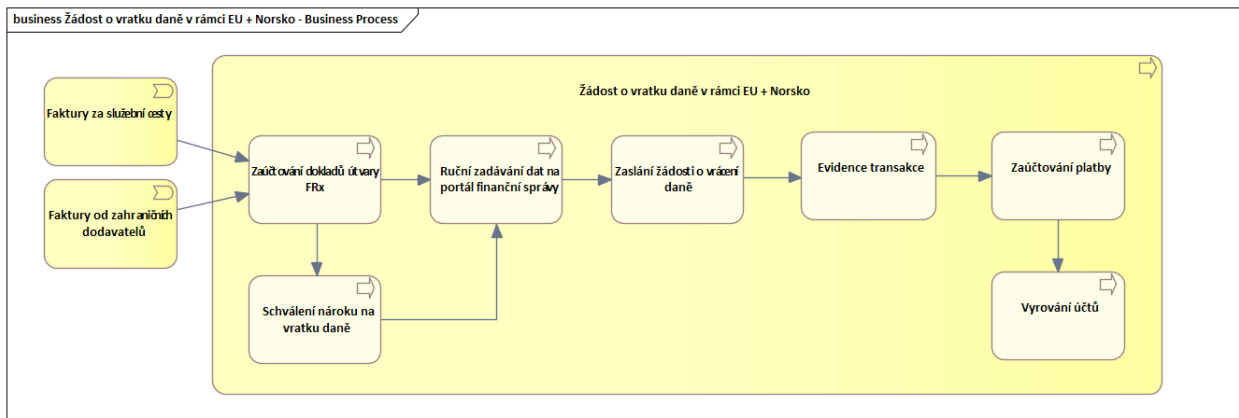 business Žádost o vratku daně v rámci EU + Norsko - Business Process
Žádost o vratku daně v rámci EU + Norsko
Faktury za služební cesty
Faktury od zahraničních
dodavatelů
Zaúčtování dokladů útvary
FRx
Ruční zadávání dat na
portál finanční správy
Zaslání žádosti o vrácení
daně
Evidence transakce
Zaúčtování platby
Schválení nároku na
vratku daně
Vyrování účtů